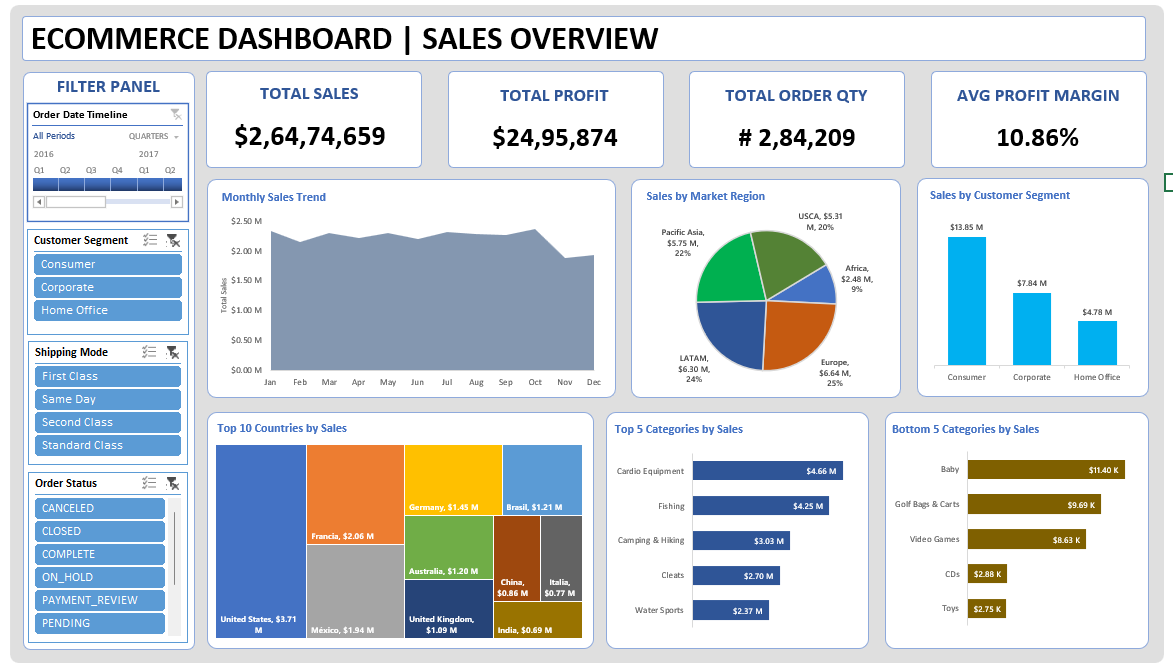 ECOMMERCE DASHBOARD | SALES OVERVIEW
FILTER PANEL
Order Date Timeline
All Periods QUARTERS
2016 2017
Q1 Q2 Q3 Q4 Q1 Q2
Customer Segment
Consumer
Corporate
Home Office
Shipping Mode
First Class
Same Day
Second Class
Standard Class
Order Status
CANCELED
CLOSED
COMPLETE
ON_HOLD
PAYMENT_REVIEW
PENDING
TOTAL SALES
$2,64,74,659
TOTAL PROFIT
$24,95,874
TOTAL ORDER QTY
# 2,84,209
AVG PROFIT MARGIN
10.86%
Monthly Sales Trend
Total Sales
$2.50 M
$2.00 M
$1.50 M
$1.00 M
$0.50 M
$0.00 M
Jan Feb Mar Apr May Jun Jul Aug Sep Oct Nov Dec
Sales by Market Region
USCA, $5.31
M, 20%
Pacific Asia,
$5.75 M,
22%
Africa,
$2.48 M,
9%
LATAM,
$6.30 M,
24%
Europe,
$6.64 M,
25%
Sales by Customer Segment
$13.85 M
$7.84 M
$4.78 M
Consumer Corporate Home Office
Top 10 Countries by Sales
United States, $3.71
M
Francia, $2.06 M
México, $1.94 M
Germany, $1.45 M
Brasil, $1.21 M
Australia, $1.20 M
United Kingdom,
$1.09 M
China,
$0.86 M
Italia,
$0.77 M
India, $0.69 M
Top 5 Categories by Sales
Cardio Equipment $4.66 M
Fishing $4.25 M
Camping & Hiking $3.03 M
Cleats $2.70 M
Water Sports $2.37 M
Bottom 5 Categories by Sales
Baby $11.40 K
Golf Bags & Carts $9.69 K
Video Games $8.63 K
CDs $2.88 K
Toys $2.75 K